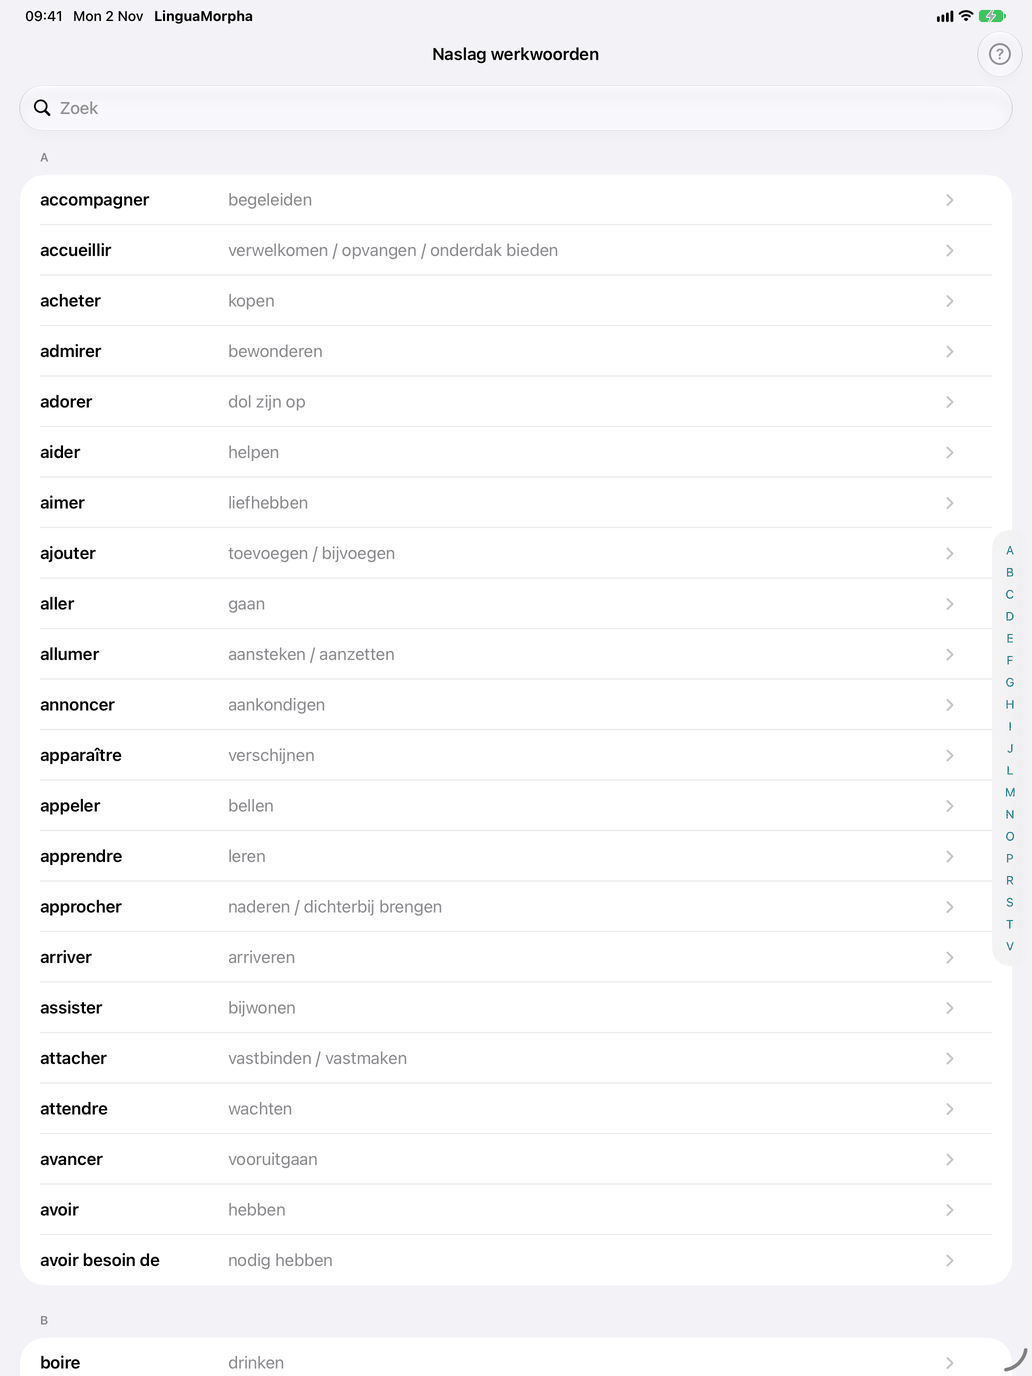 09:41 Mon 2 Nov LinguaMorpha
Naslag werkwoorden
?
Zoek
A
accompagner begeleiden
accueillir verwelkomen / opvangen / onderdak bieden
acheter kopen
admirer bewonderen
adorer dol zijn op
aider helpen
aimer liefhebben
ajouter toevoegen / bijvoegen
aller gaan
allumer aansteken / aanzetten
annoncer aankondigen
apparaître verschijnen
appeler bellen
apprendre leren
approcher naderen / dichterbij brengen
arriver arriveren
assister bijwonen
attacher vastbinden / vastmaken
attendre wachten
avancer vooruitgaan
avoir hebben
avoir besoin de nodig hebben
B
boire drinken
A
B
C
D
E
F
G
H
I
J
L
M
N
O
P
R
S
T
V